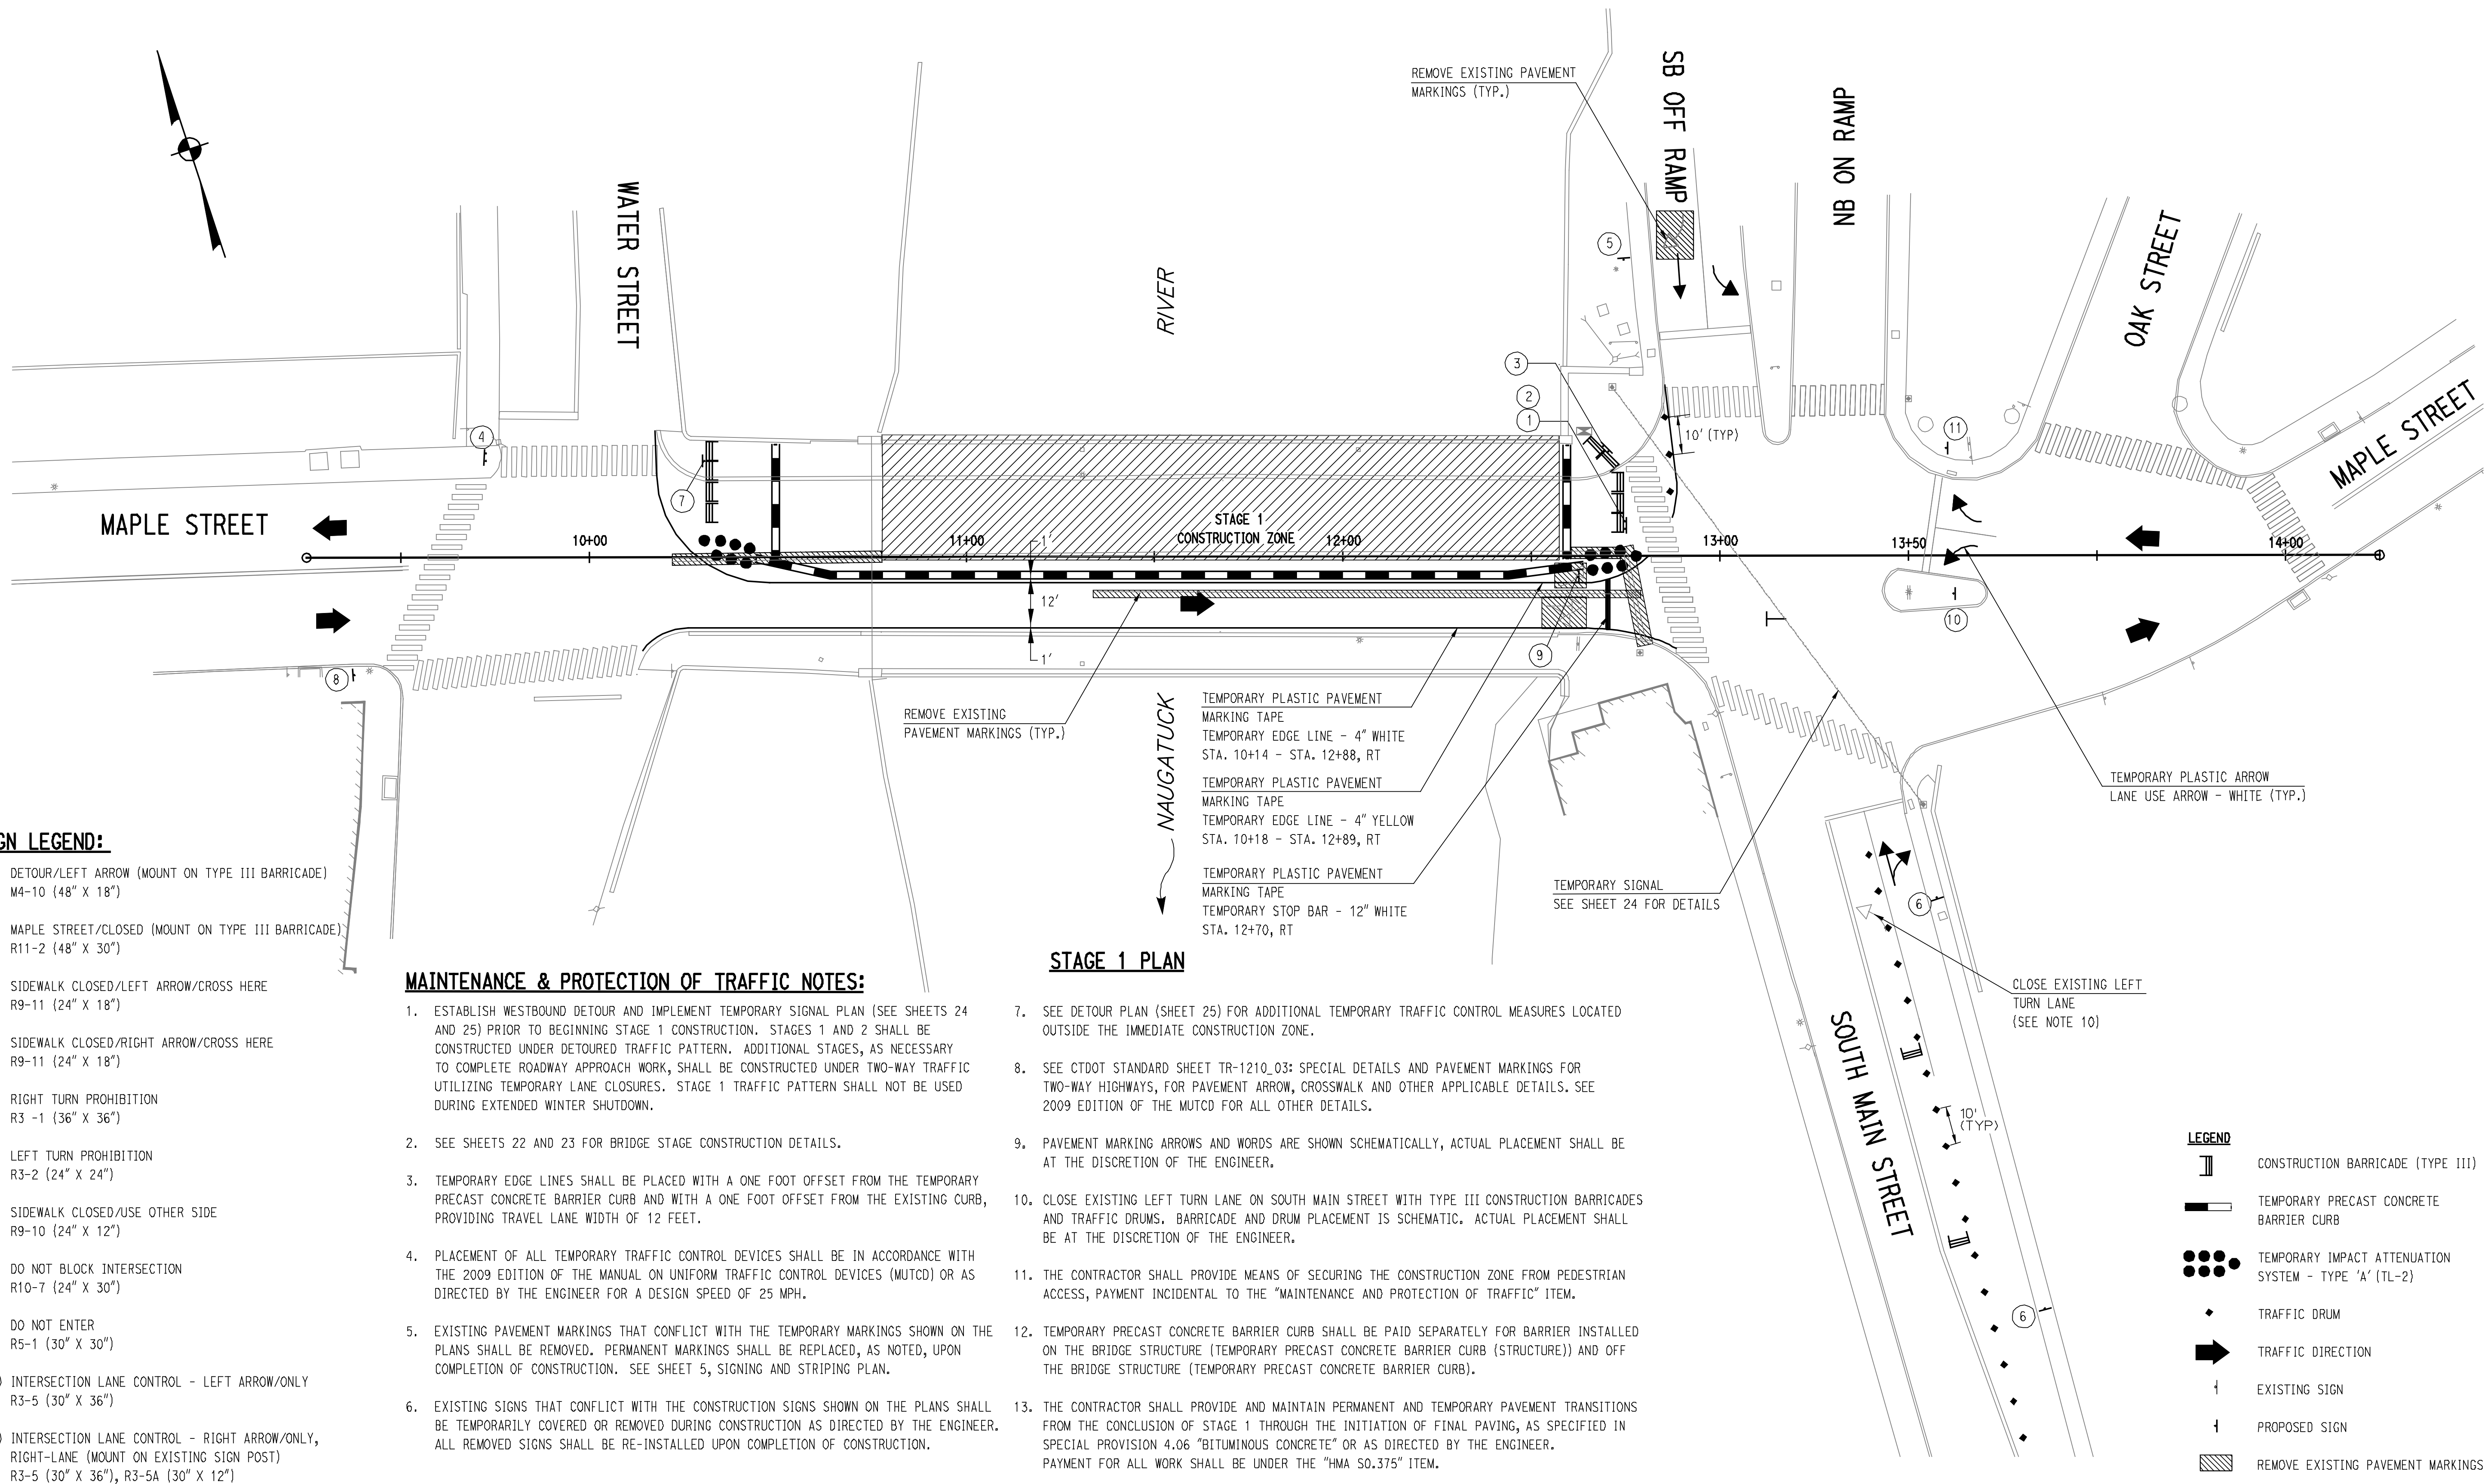 REMOVE EXISTING PAVEMENT
MARKINGS (TYP.)
SB OFF RAMP
NB ON RAMP
WATER STREET
RIVER
OAK STREET
MAPLE STREET
5
3
2
1
4
7
11
10' (TYP)
MAPLE STREET
STAGE 1
CONSTRUCTION ZONE
10+00
11+00
12+00
13+00
13+50
14+00
1'
12'
1'
8
9
10
REMOVE EXISTING
PAVEMENT MARKINGS (TYP.)
NAUGATUCK
TEMPORARY PLASTIC PAVEMENT
MARKING TAPE
TEMPORARY EDGE LINE - 4" WHITE
STA. 10+14 - STA. 12+88, RT
TEMPORARY PLASTIC PAVEMENT
MARKING TAPE
TEMPORARY EDGE LINE - 4" YELLOW
STA. 10+18 - STA. 12+89, RT
TEMPORARY PLASTIC PAVEMENT
MARKING TAPE
TEMPORARY STOP BAR - 12" WHITE
STA. 12+70, RT
TEMPORARY SIGNAL
SEE SHEET 24 FOR DETAILS
TEMPORARY PLASTIC ARROW
LANE USE ARROW - WHITE (TYP.)
6
CLOSE EXISTING LEFT
TURN LANE
(SEE NOTE 10)
SOUTH MAIN STREET
10'
(TYP)
6
GN LEGEND:
DETOUR/LEFT ARROW (MOUNT ON TYPE III BARRICADE)
M4-10 (48" X 18")
MAPLE STREET/CLOSED (MOUNT ON TYPE III BARRICADE)
R11-2 (48" X 30")
SIDEWALK CLOSED/LEFT ARROW/CROSS HERE
R9-11 (24" X 18")
SIDEWALK CLOSED/RIGHT ARROW/CROSS HERE
R9-11 (24" X 18")
RIGHT TURN PROHIBITION
R3 -1 (36" X 36")
LEFT TURN PROHIBITION
R3-2 (24" X 24")
SIDEWALK CLOSED/USE OTHER SIDE
R9-10 (24" X 12")
DO NOT BLOCK INTERSECTION
R10-7 (24" X 30")
DO NOT ENTER
R5-1 (30" X 30")
) INTERSECTION LANE CONTROL - LEFT ARROW/ONLY
R3-5 (30" X 36")
) INTERSECTION LANE CONTROL - RIGHT ARROW/ONLY,
RIGHT-LANE (MOUNT ON EXISTING SIGN POST)
R3-5 (30" X 36"), R3-5A (30" X 12")
MAINTENANCE & PROTECTION OF TRAFFIC NOTES:
1. ESTABLISH WESTBOUND DETOUR AND IMPLEMENT TEMPORARY SIGNAL PLAN (SEE SHEETS 24
AND 25) PRIOR TO BEGINNING STAGE 1 CONSTRUCTION. STAGES 1 AND 2 SHALL BE
CONSTRUCTED UNDER DETOURED TRAFFIC PATTERN. ADDITIONAL STAGES, AS NECESSARY
TO COMPLETE ROADWAY APPROACH WORK, SHALL BE CONSTRUCTED UNDER TWO-WAY TRAFFIC
UTILIZING TEMPORARY LANE CLOSURES. STAGE 1 TRAFFIC PATTERN SHALL NOT BE USED
DURING EXTENDED WINTER SHUTDOWN.
2. SEE SHEETS 22 AND 23 FOR BRIDGE STAGE CONSTRUCTION DETAILS.
3. TEMPORARY EDGE LINES SHALL BE PLACED WITH A ONE FOOT OFFSET FROM THE TEMPORARY
PRECAST CONCRETE BARRIER CURB AND WITH A ONE FOOT OFFSET FROM THE EXISTING CURB,
PROVIDING TRAVEL LANE WIDTH OF 12 FEET.
4. PLACEMENT OF ALL TEMPORARY TRAFFIC CONTROL DEVICES SHALL BE IN ACCORDANCE WITH
THE 2009 EDITION OF THE MANUAL ON UNIFORM TRAFFIC CONTROL DEVICES (MUTCD) OR AS
DIRECTED BY THE ENGINEER FOR A DESIGN SPEED OF 25 MPH.
5. EXISTING PAVEMENT MARKINGS THAT CONFLICT WITH THE TEMPORARY MARKINGS SHOWN ON THE
PLANS SHALL BE REMOVED. PERMANENT MARKINGS SHALL BE REPLACED, AS NOTED, UPON
COMPLETION OF CONSTRUCTION. SEE SHEET 5, SIGNING AND STRIPING PLAN.
6. EXISTING SIGNS THAT CONFLICT WITH THE CONSTRUCTION SIGNS SHOWN ON THE PLANS SHALL
BE TEMPORARILY COVERED OR REMOVED DURING CONSTRUCTION AS DIRECTED BY THE ENGINEER.
ALL REMOVED SIGNS SHALL BE RE-INSTALLED UPON COMPLETION OF CONSTRUCTION.
STAGE 1 PLAN
7. SEE DETOUR PLAN (SHEET 25) FOR ADDITIONAL TEMPORARY TRAFFIC CONTROL MEASURES LOCATED
OUTSIDE THE IMMEDIATE CONSTRUCTION ZONE.
8. SEE CTDOT STANDARD SHEET TR-1210_03: SPECIAL DETAILS AND PAVEMENT MARKINGS FOR
TWO-WAY HIGHWAYS, FOR PAVEMENT ARROW, CROSSWALK AND OTHER APPLICABLE DETAILS. SEE
2009 EDITION OF THE MUTCD FOR ALL OTHER DETAILS.
9. PAVEMENT MARKING ARROWS AND WORDS ARE SHOWN SCHEMATICALLY, ACTUAL PLACEMENT SHALL BE
AT THE DISCRETION OF THE ENGINEER.
10. CLOSE EXISTING LEFT TURN LANE ON SOUTH MAIN STREET WITH TYPE III CONSTRUCTION BARRICADES
AND TRAFFIC DRUMS. BARRICADE AND DRUM PLACEMENT IS SCHEMATIC. ACTUAL PLACEMENT SHALL
BE AT THE DISCRETION OF THE ENGINEER.
11. THE CONTRACTOR SHALL PROVIDE MEANS OF SECURING THE CONSTRUCTION ZONE FROM PEDESTRIAN
ACCESS, PAYMENT INCIDENTAL TO THE "MAINTENANCE AND PROTECTION OF TRAFFIC" ITEM.
12. TEMPORARY PRECAST CONCRETE BARRIER CURB SHALL BE PAID SEPARATELY FOR BARRIER INSTALLED
ON THE BRIDGE STRUCTURE (TEMPORARY PRECAST CONCRETE BARRIER CURB (STRUCTURE)) AND OFF
THE BRIDGE STRUCTURE (TEMPORARY PRECAST CONCRETE BARRIER CURB).
13. THE CONTRACTOR SHALL PROVIDE AND MAINTAIN PERMANENT AND TEMPORARY PAVEMENT TRANSITIONS
FROM THE CONCLUSION OF STAGE 1 THROUGH THE INITIATION OF FINAL PAVING, AS SPECIFIED IN
SPECIAL PROVISION 4.06 "BITUMINOUS CONCRETE" OR AS DIRECTED BY THE ENGINEER.
PAYMENT FOR ALL WORK SHALL BE UNDER THE "HMA S0.375" ITEM.
LEGEND
CONSTRUCTION BARRICADE (TYPE III)
TEMPORARY PRECAST CONCRETE
BARRIER CURB
TEMPORARY IMPACT ATTENUATION
SYSTEM - TYPE 'A' (TL-2)
TRAFFIC DRUM
TRAFFIC DIRECTION
EXISTING SIGN
PROPOSED SIGN
REMOVE EXISTING PAVEMENT MARKINGS